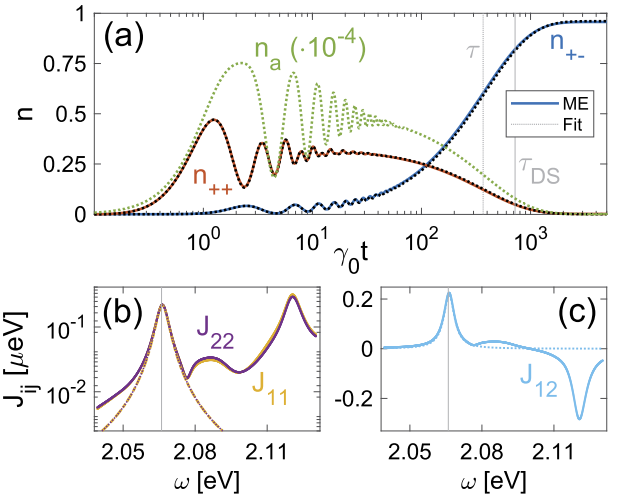 (a)
n_a (·10^-4)
τ
n_+-
1
0.75
0.5
0.25
0
n
ME
Fit
n_++
τ_DS
10^0
10^1
10^2
10^3
γ_0t
(b)
J_22
J_11
10^-1
10^-2
J_ij [μeV]
2.05
2.08
2.11
ω [eV]
(c)
0.2
0
-0.2
J_12
2.05
2.08
2.11
ω [eV]